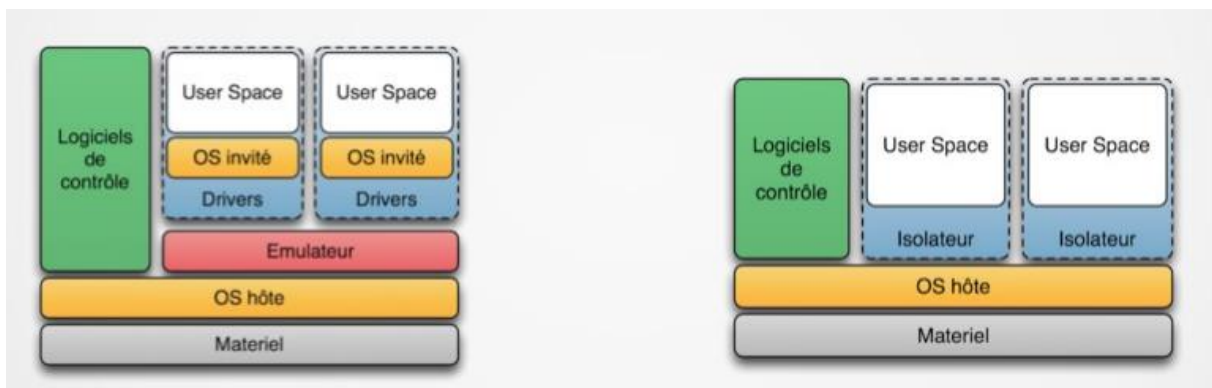 Logiciels
de
contrôle
User Space
OS invité
Drivers
User Space
OS invité
Drivers
Emulateur
OS hôte
Materiel
Logiciels
de
contrôle
User Space
Isolateur
User Space
Isolateur
OS hôte
Materiel